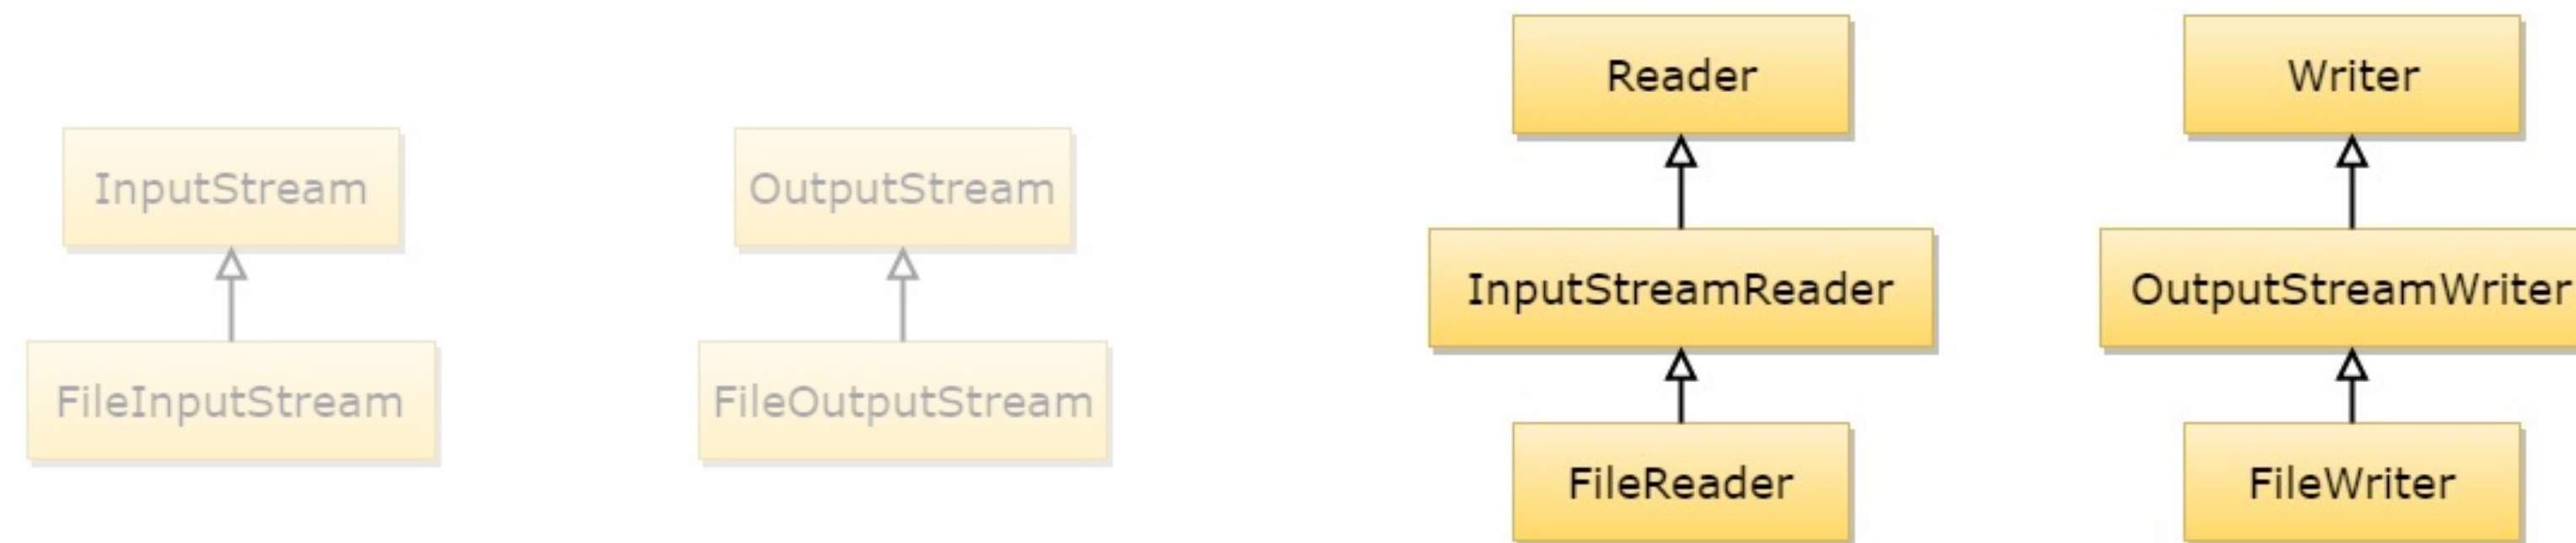 Reader
Writer
InputStream
OutputStream
InputStreamReader
OutputStreamWriter
FileInputStream
FileOutputStream
FileReader
FileWriter